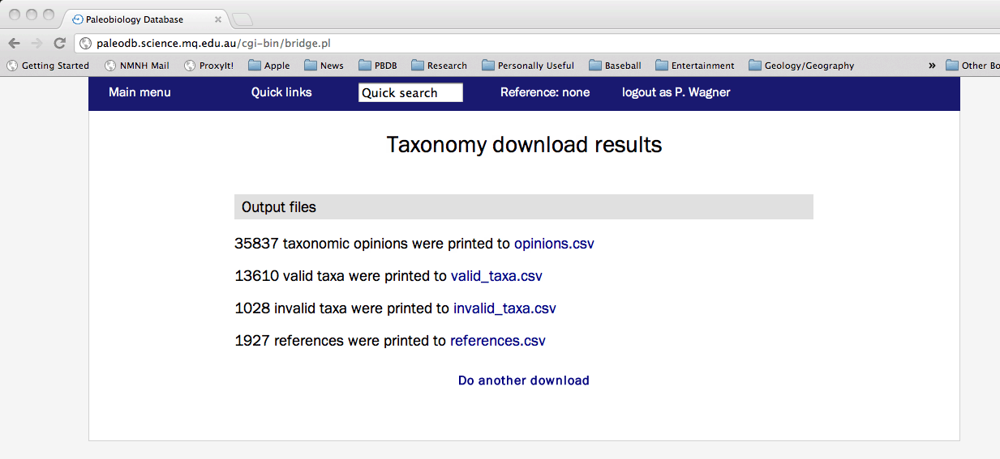 Paleobiology Database
paleodb.science.mq.edu.au/cgi-bin/bridge.pl
Getting Started NMNH Mail ProxyIt! Apple News PBDB Research Personally Useful Baseball Entertainment Geology/Geography » Other Bo
Main menu Quick links Quick search Reference: none logout as P. Wagner
Taxonomy download results
Output files
35837 taxonomic opinions were printed to opinions.csv
13610 valid taxa were printed to valid_taxa.csv
1028 invalid taxa were printed to invalid_taxa.csv
1927 references were printed to references.csv
Do another download